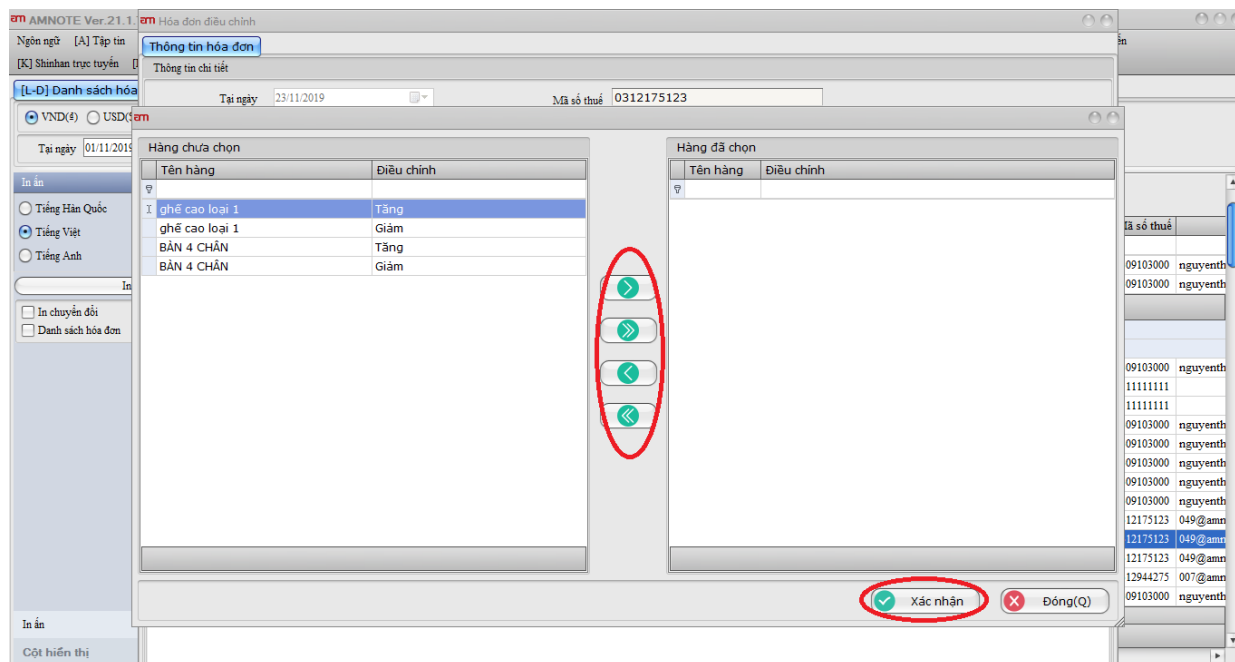 am AMNOTE Ver.21.1. am Hóa đơn điều chỉnh
Ngôn ngữ [A] Tập tin
Thông tin hóa đơn
[K] Shinhan trực tuyến
Thông tin chi tiết
[L-D] Danh sách hóa
Tại ngày 23/11/2019 Mã số thuế 0312175123
VND(₫) USD($
am
Tại ngày 01/11/2019
Hàng chưa chọn Hàng đã chọn
Tên hàng Điều chỉnh Tên hàng Điều chỉnh
In ấn
Tiếng Hàn Quốc
ghế cao loại 1 Tăng
Tiếng Việt
ghế cao loại 1 Giảm
Mã số thuế
BÀN 4 CHÂN Tăng
Tiếng Anh
BÀN 4 CHÂN Giảm
09103000 nguyenth
In
09103000 nguyenth
In chuyển đổi
Danh sách hóa đơn
09103000 nguyenth
11111111
11111111
09103000 nguyenth
09103000 nguyenth
09103000 nguyenth
09103000 nguyenth
09103000 nguyenth
12175123 049@amn
12175123 049@amn
12175123 049@amn
12944275 007@amn
09103000 nguyenth
Xác nhận Đóng(Q)
In ấn
Cột hiển thị